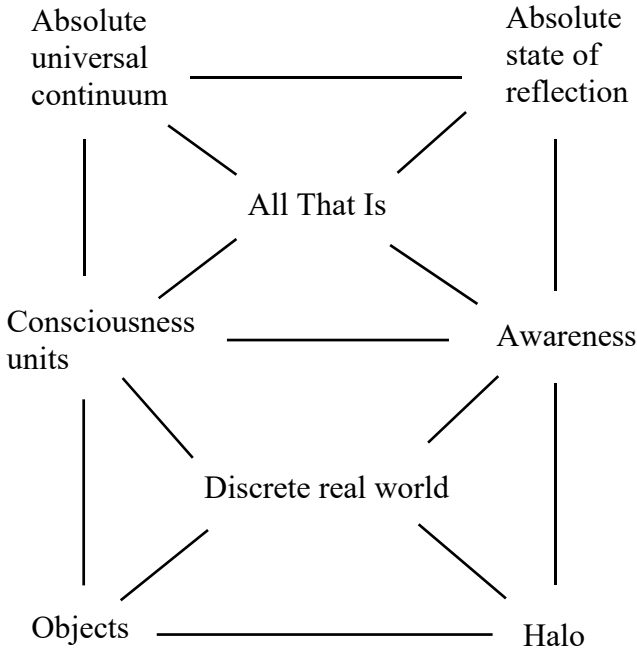 Absolute
universal
continuum
Absolute
state of
reflection
All That Is
Consciousness
units
Awareness
Discrete real world
Objects
Halo